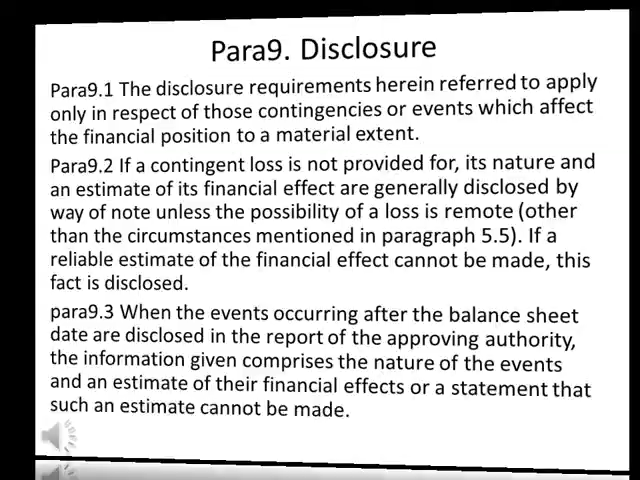 Para9. Disclosure
Para9.1 The disclosure requirements herein referred to apply
only in respect of those contingencies or events which affect
the financial position to a material extent.
Para9.2 If a contingent loss is not provided for, its nature and
an estimate of its financial effect are generally disclosed by
way of note unless the possibility of a loss is remote (other
than the circumstances mentioned in paragraph 5.5). If a
reliable estimate of the financial effect cannot be made, this
fact is disclosed.
para9.3 When the events occurring after the balance sheet
date are disclosed in the report of the approving authority,
the information given comprises the nature of the events
and an estimate of their financial effects or a statement that
such an estimate cannot be made.